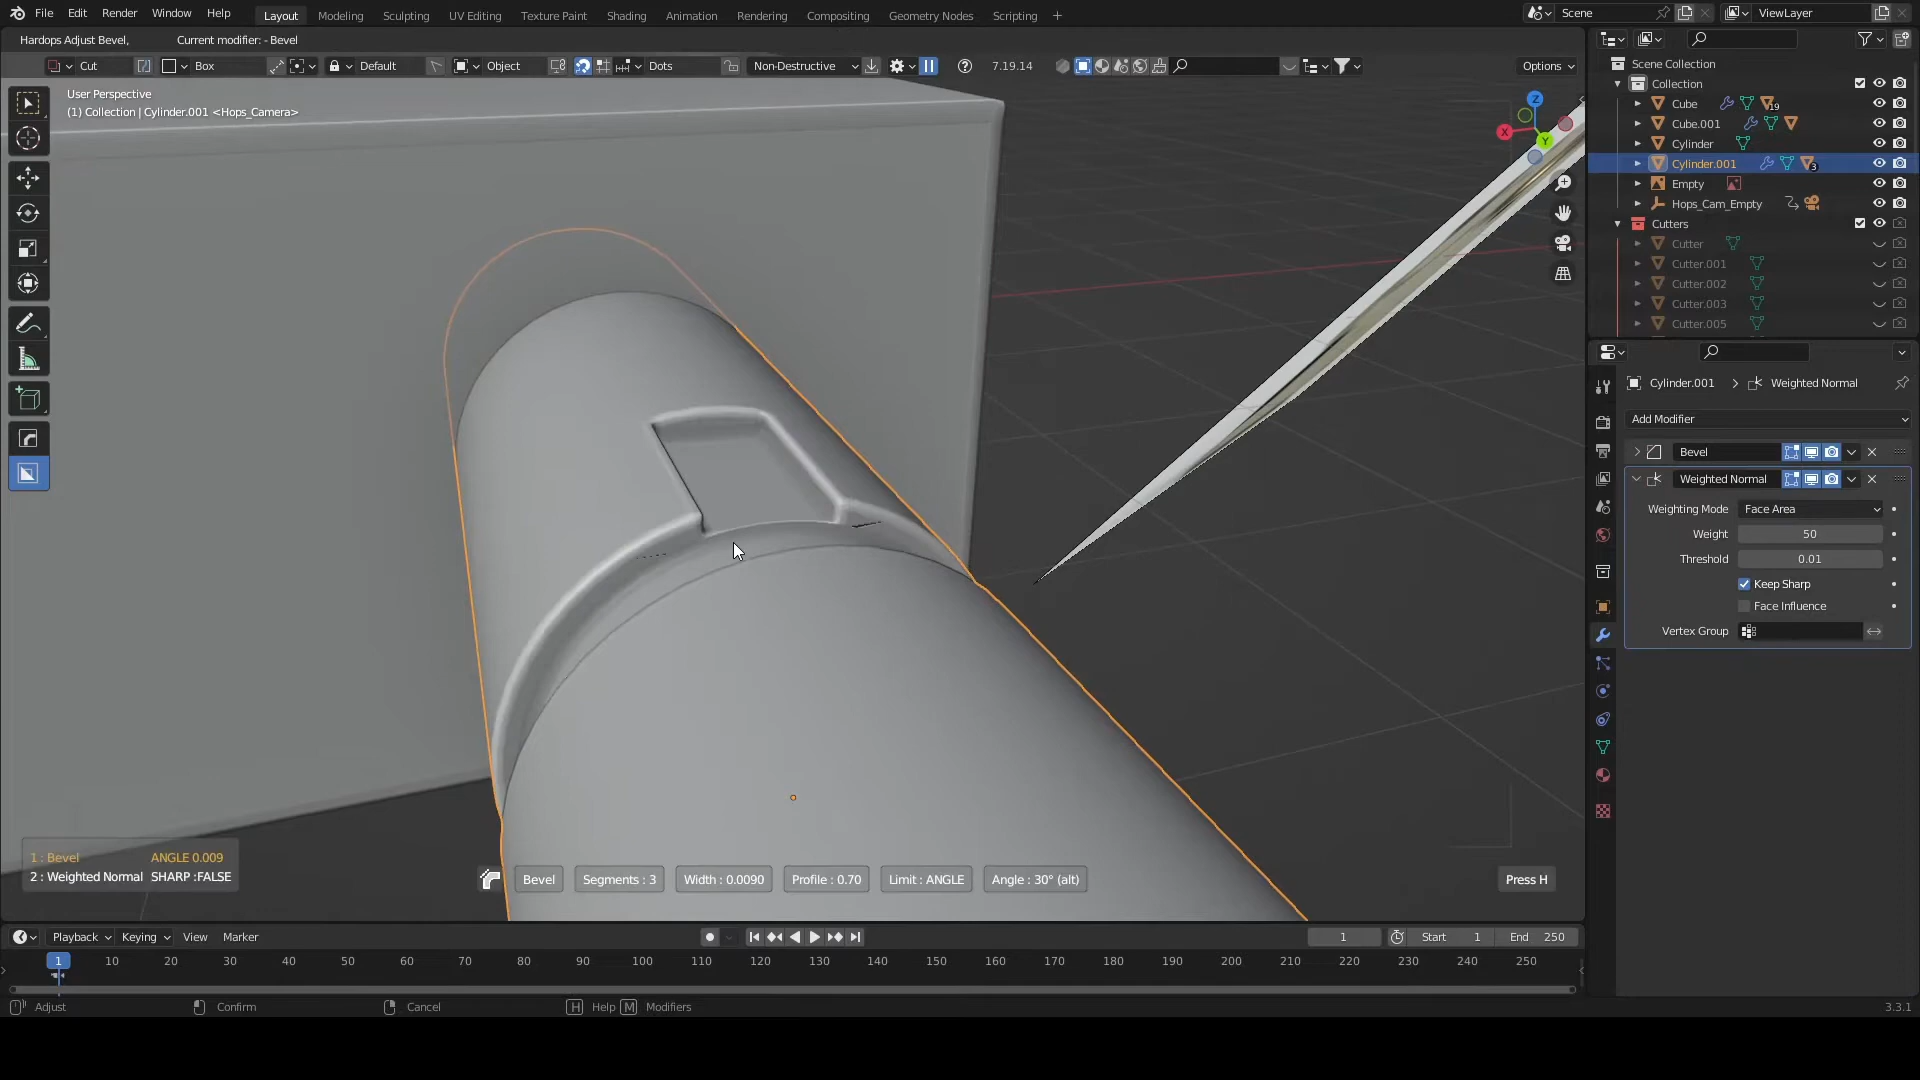 File Edit Render Window Help Layout Modeling Sculpting UV Editing Texture Paint Shading Animation Rendering Compositing Geometry Nodes Scripting + Scene ViewLayer
Hardops Adjust Bevel, Current modifier: - Bevel
Cut Box Default Object Dots Non-Destructive 7.19.14 Options
User Perspective
(1) Collection | Cylinder.001 <Hops_Camera>
Z
X
Y
Scene Collection
Collection
Cube 19
Cube.001
Cylinder
Cylinder.001 3
Empty
Hops_Cam_Empty
Cutters
Cutter
Cutter.001
Cutter.002
Cutter.003
Cutter.005
Cylinder.001 > Weighted Normal
Add Modifier
Bevel
Weighted Normal
Weighting Mode Face Area
Weight 50
Threshold 0.01
Keep Sharp
Face Influence
Vertex Group
1 : Bevel ANGLE 0.009
2 : Weighted Normal SHARP :FALSE
Bevel Segments : 3 Width : 0.0090 Profile : 0.70 Limit : ANGLE Angle : 30° (alt) Press H
Playback Keying View Marker 1 Start 1 End 250
1 10 20 30 40 50 60 70 80 90 100 110 120 130 140 150 160 170 180 190 200 210 220 230 240 250
Adjust Confirm Cancel H Help M Modifiers 3.3.1